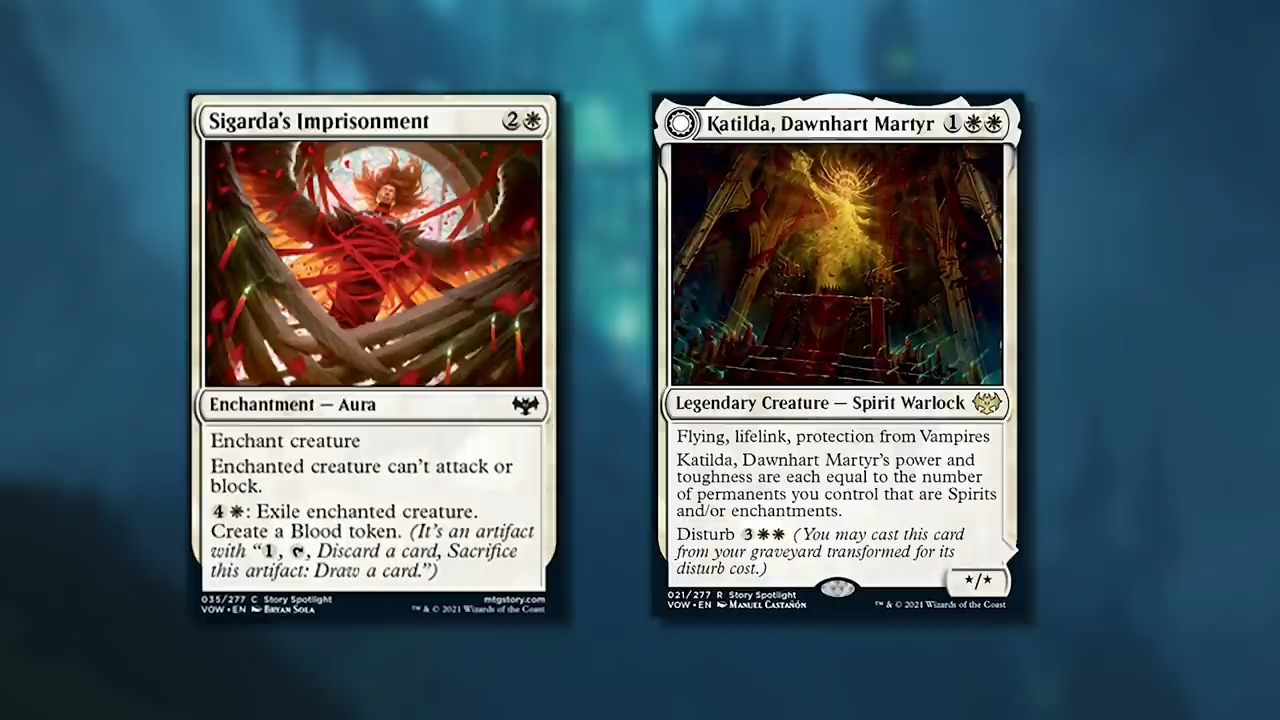 Sigarda's Imprisonment 2
Enchantment — Aura
Enchant creature
Enchanted creature can't attack or
block.
4 : Exile enchanted creature.
Create a Blood token. (It's an artifact
with “1, , Discard a card, Sacrifice
this artifact: Draw a card.”)
035/277 C Story Spotlight mtgstory.com
VOW • EN Bryan Sola ™ & © 2021 Wizards of the Coast
Katilda, Dawnhart Martyr 1
Legendary Creature — Spirit Warlock
Flying, lifelink, protection from Vampires
Katilda, Dawnhart Martyr's power and
toughness are each equal to the number
of permanents you control that are Spirits
and/or enchantments.
Disturb 3 (You may cast this card
from your graveyard transformed for its
disturb cost.)
*/*
021/277 R Story Spotlight
VOW • EN Manuel Castañón ™ & © 2021 Wizards of the Coast